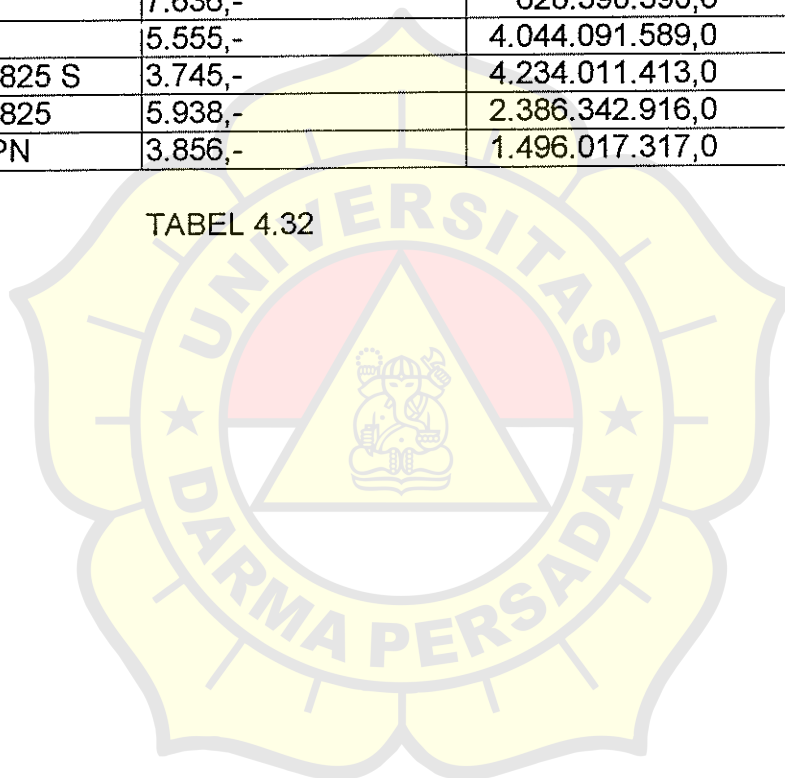 5.555,- 4.044.091.589,0
825 S 3.745,- 4.234.011.413,0
825 5.938,- 2.386.342.916,0
PN 3.856,- 1.496.017.317,0
TABEL 4.32
UNIVERSITAS
DARMA PERSADA